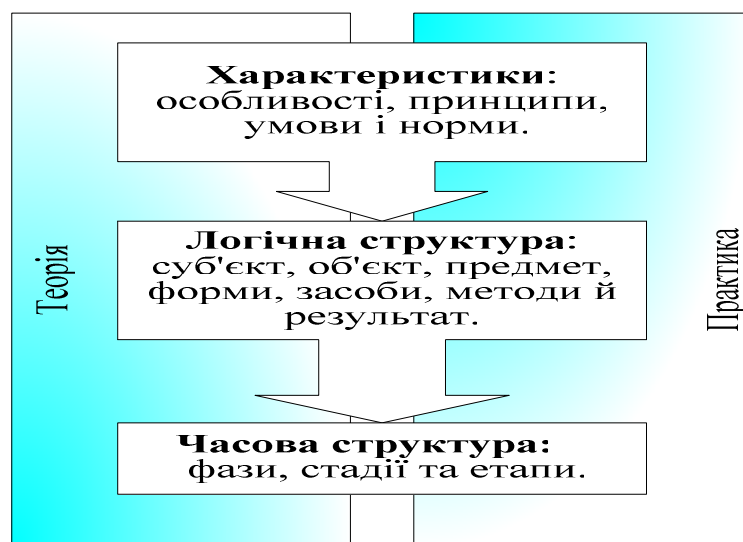 Характеристики:
особливості, принципи,
умови і норми.
Теорія
Логічна структура:
суб'єкт, об'єкт, предмет,
форми, засоби, методи й
результат.
Практика
Часова структура:
фази, стадії та етапи.